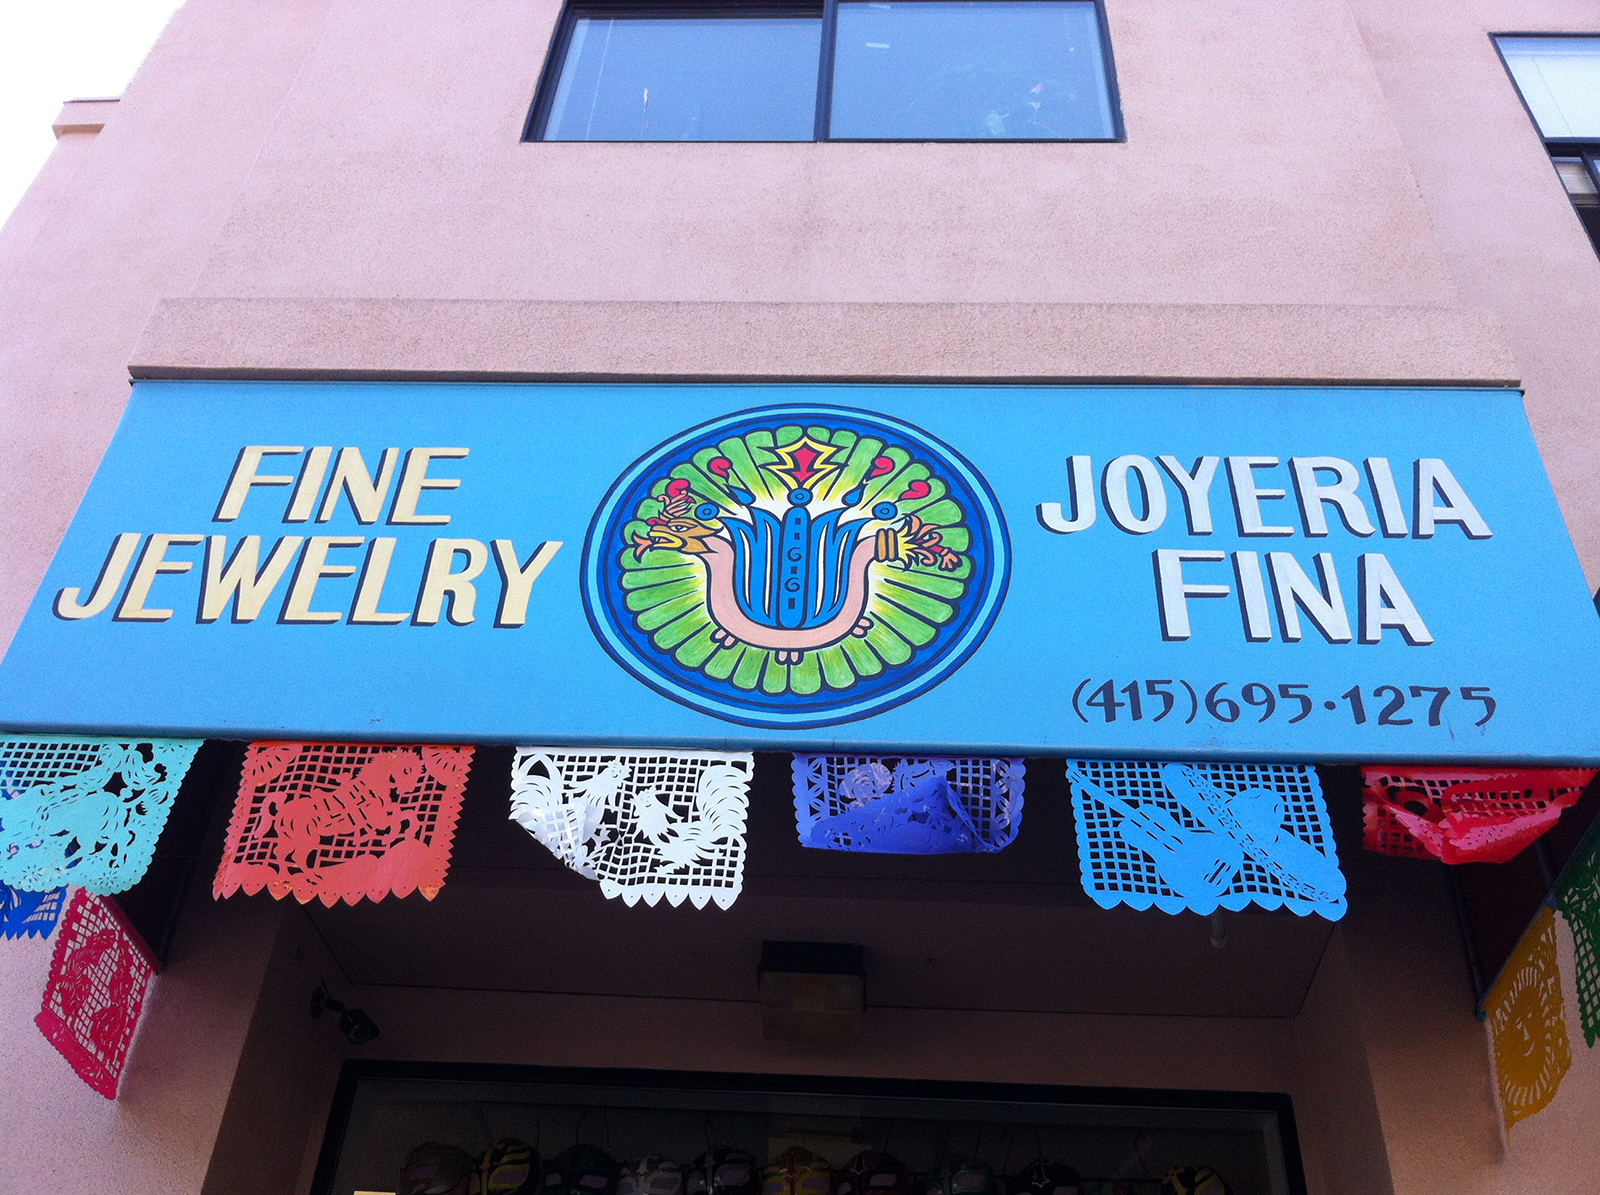 FINE
JEWELRY
JOYERIA
FINA
(415)695·1275